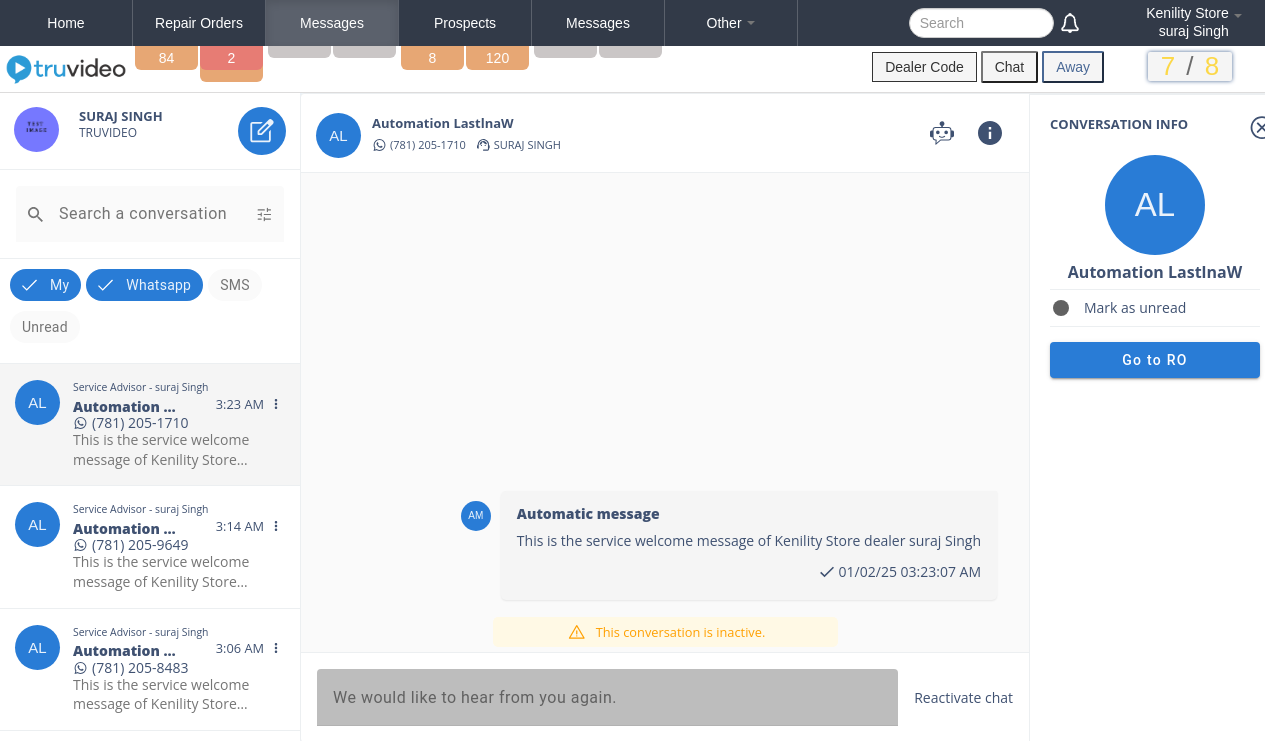 Home
Repair Orders
Messages
Prospects
Messages
Other
Search
Kenility Store
suraj Singh
truvideo
84
2
8
120
Dealer Code
Chat
Away
7 / 8
TEST
IMAGE
SURAJ SINGH
TRUVIDEO
Search a conversation
My
Whatsapp
SMS
Unread
AL
Service Advisor - suraj Singh
Automation ...
3:23 AM
(781) 205-1710
This is the service welcome
message of Kenility Store...
AL
Service Advisor - suraj Singh
Automation ...
3:14 AM
(781) 205-9649
This is the service welcome
message of Kenility Store...
AL
Service Advisor - suraj Singh
Automation ...
3:06 AM
(781) 205-8483
This is the service welcome
message of Kenility Store...
AL
Automation LastlnaW
(781) 205-1710 SURAJ SINGH
AM
Automatic message
This is the service welcome message of Kenility Store dealer suraj Singh
01/02/25 03:23:07 AM
This conversation is inactive.
We would like to hear from you again.
Reactivate chat
CONVERSATION INFO
AL
Automation LastlnaW
Mark as unread
Go to RO